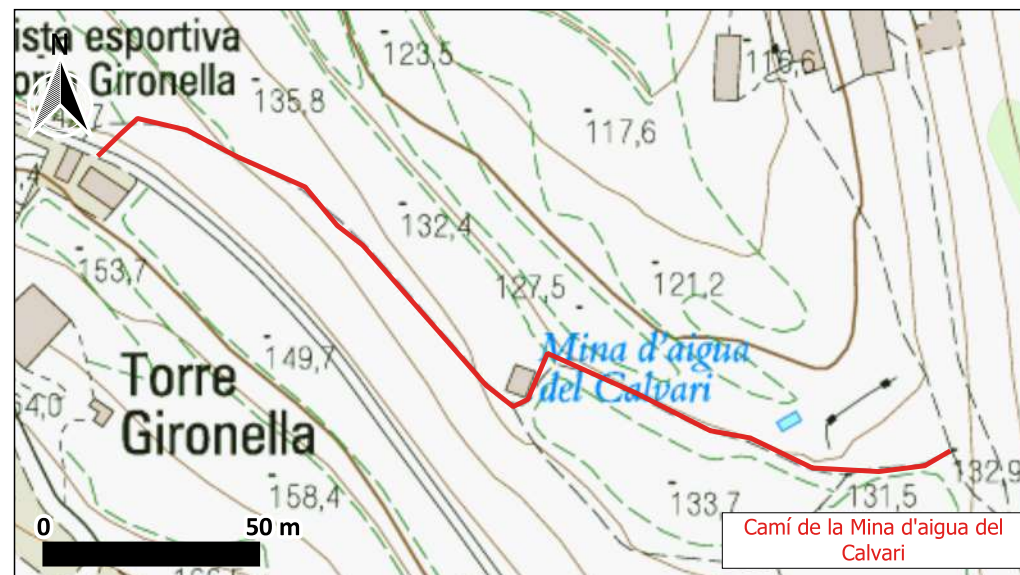 ista esportiva
Gironella
N
123,5
116,6
135,8
117,6
132,4
153,7
127,5
121,2
149,7
Mina d'aigua
del Calvari
Torre
Gironella
158,4
133,7
131,5
132,9
0 50 m
Camí de la Mina d'aigua del
Calvari